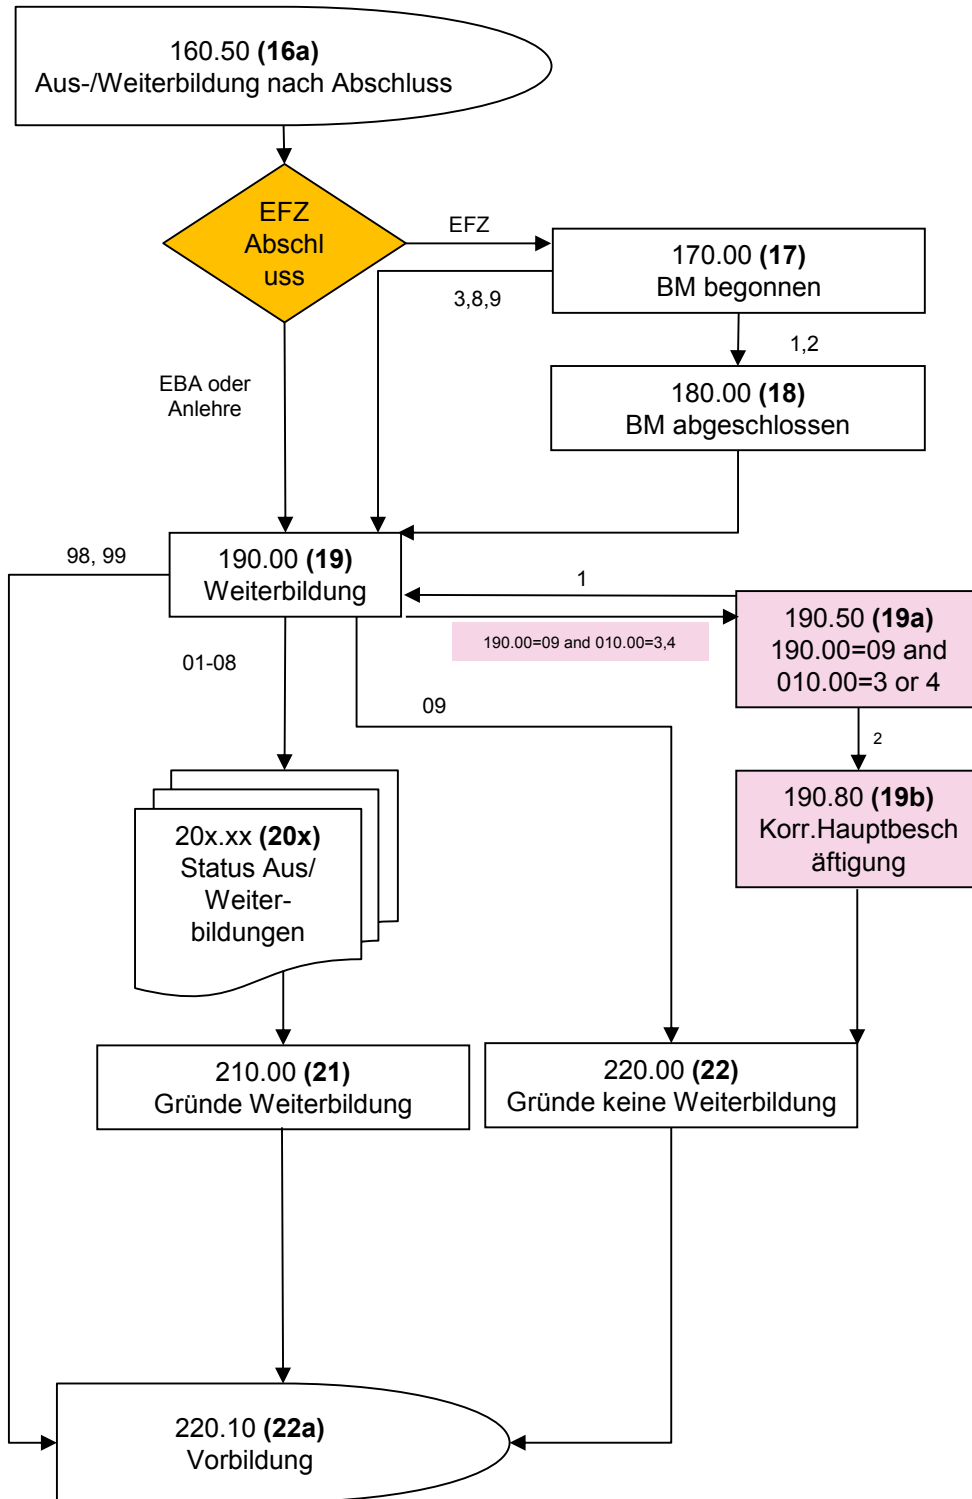 160.50 (16a)
Aus-/Weiterbildung nach Abschluss
EFZ
Abschl
uss
EFZ
170.00 (17)
BM begonnen
3,8,9
1,2
EBA oder
Anlehre
180.00 (18)
BM abgeschlossen
98, 99
190.00 (19)
Weiterbildung
1
190.00=09 and 010.00=3,4
190.50 (19a)
190.00=09 and
010.00=3 or 4
01-08
09
2
190.80 (19b)
Korr.Hauptbesch
äftigung
20x.xx (20x)
Status Aus/
Weiter-
bildungen
210.00 (21)
Gründe Weiterbildung
220.00 (22)
Gründe keine Weiterbildung
220.10 (22a)
Vorbildung